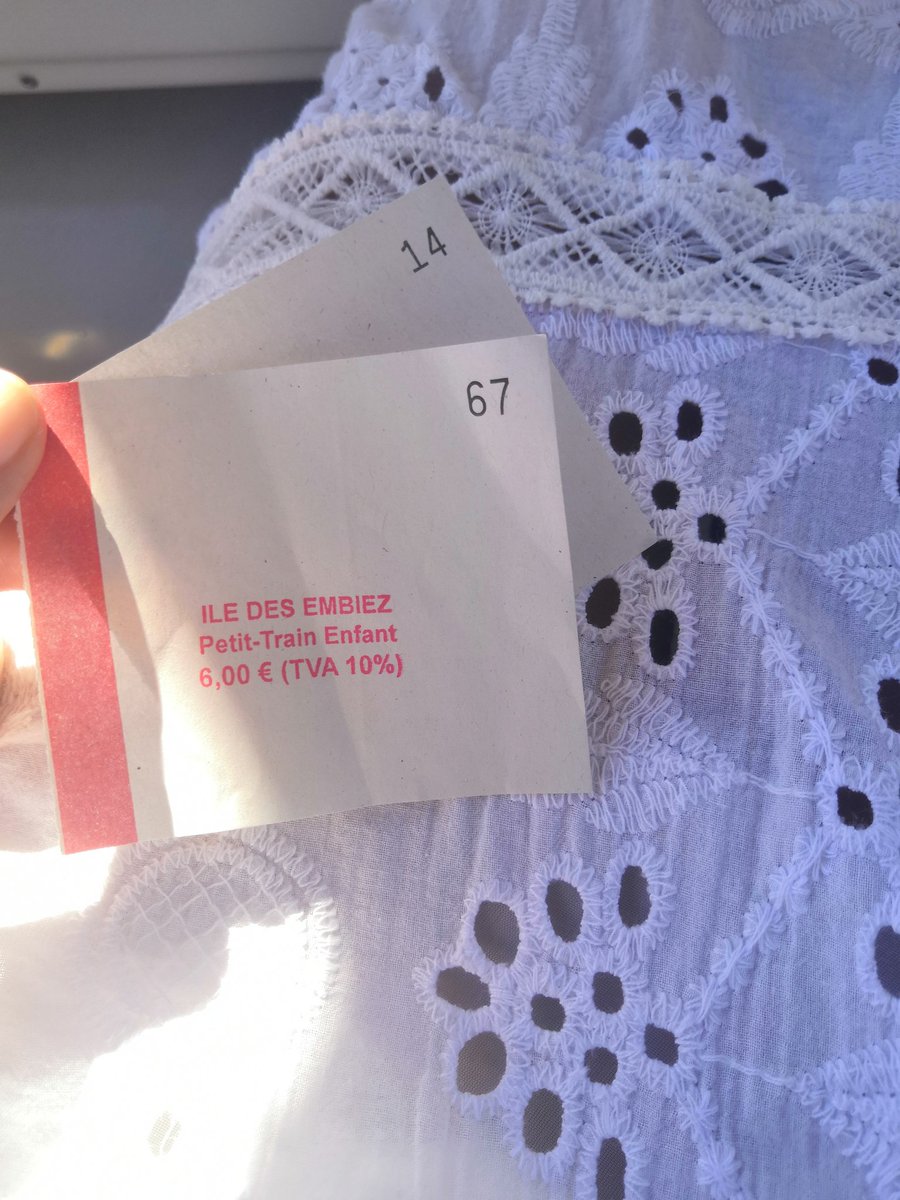 14
67
ILE DES EMBIEZ
Petit-Train Enfant
6,00 € (TVA 10%)